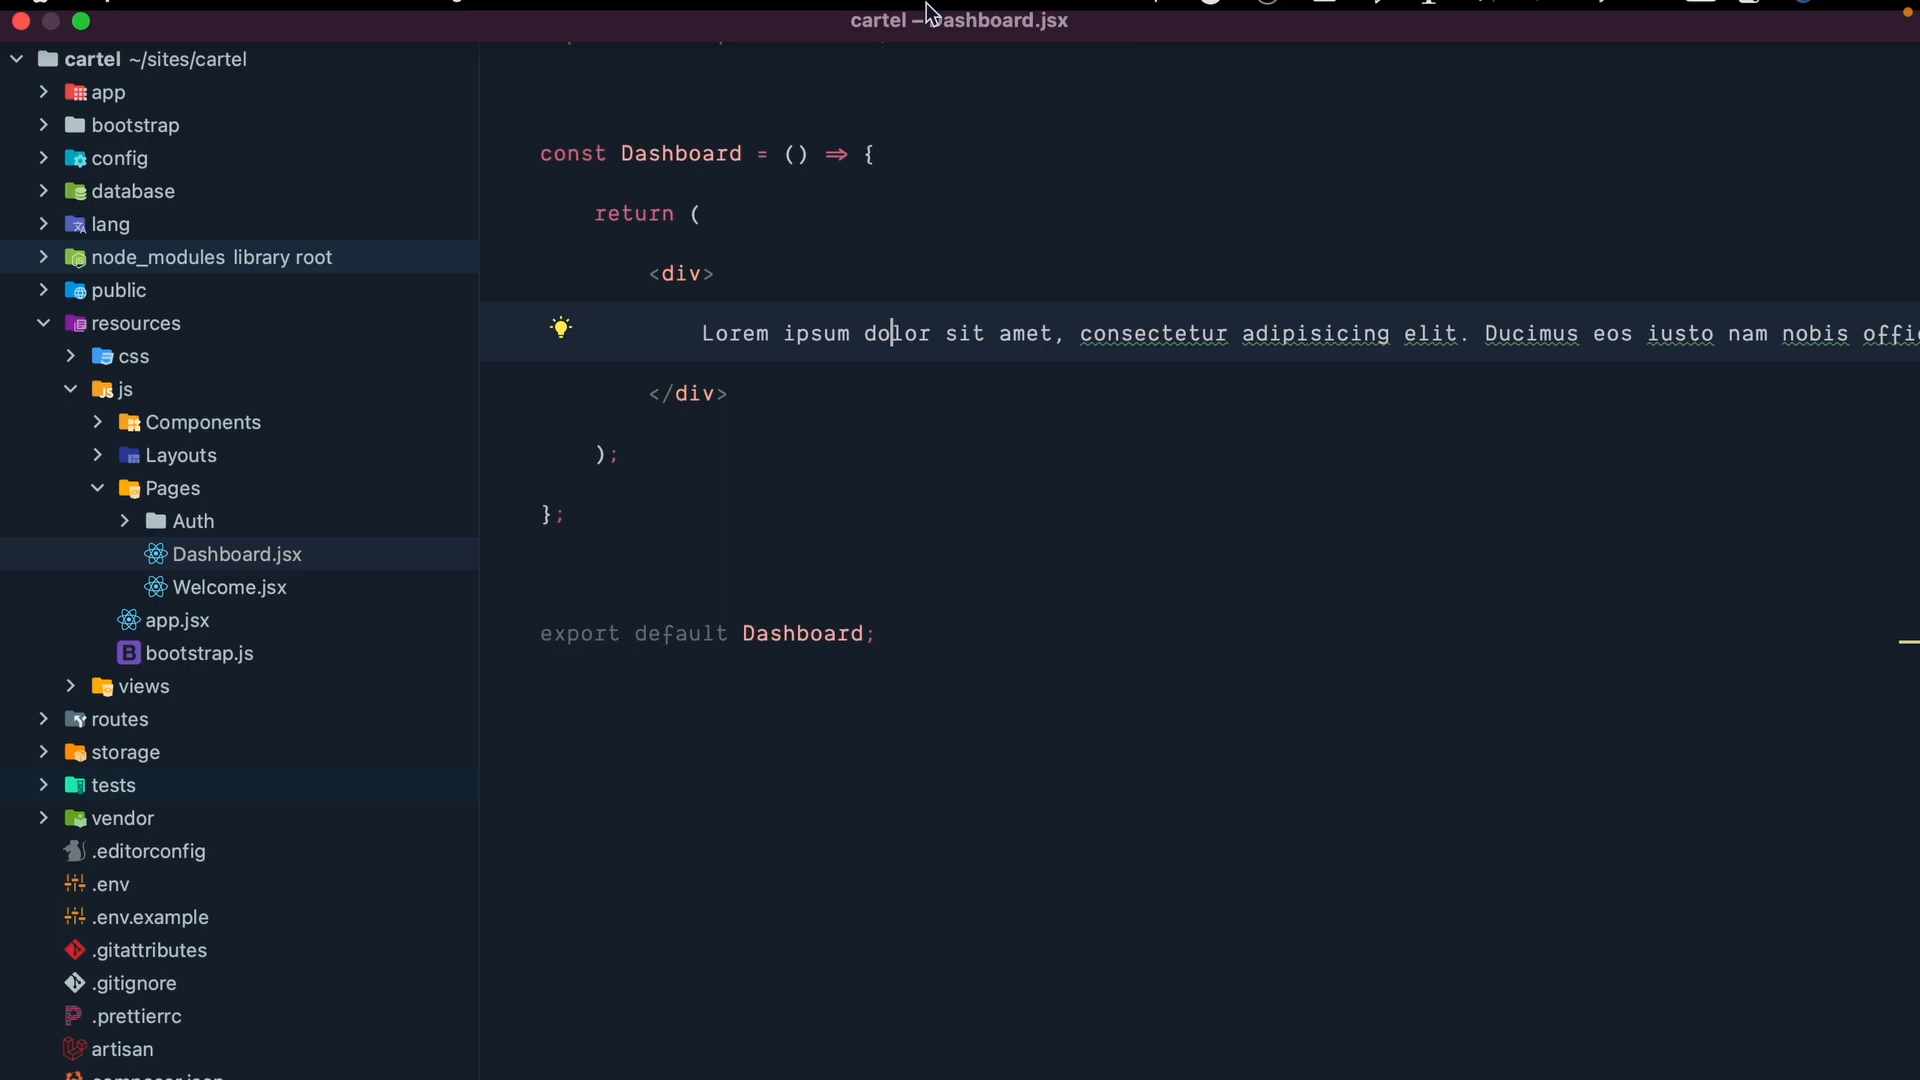 cartel – Dashboard.jsx
cartel ~/sites/cartel
app
bootstrap
config
database
lang
node_modules library root
public
resources
css
js
Components
Layouts
Pages
Auth
Dashboard.jsx
Welcome.jsx
app.jsx
bootstrap.js
views
routes
storage
tests
vendor
.editorconfig
.env
.env.example
.gitattributes
.gitignore
.prettierrc
artisan
const Dashboard = () => {
return (
<div>
Lorem ipsum dolor sit amet, consectetur adipisicing elit. Ducimus eos iusto nam nobis offic
</div>
);
};
export default Dashboard;